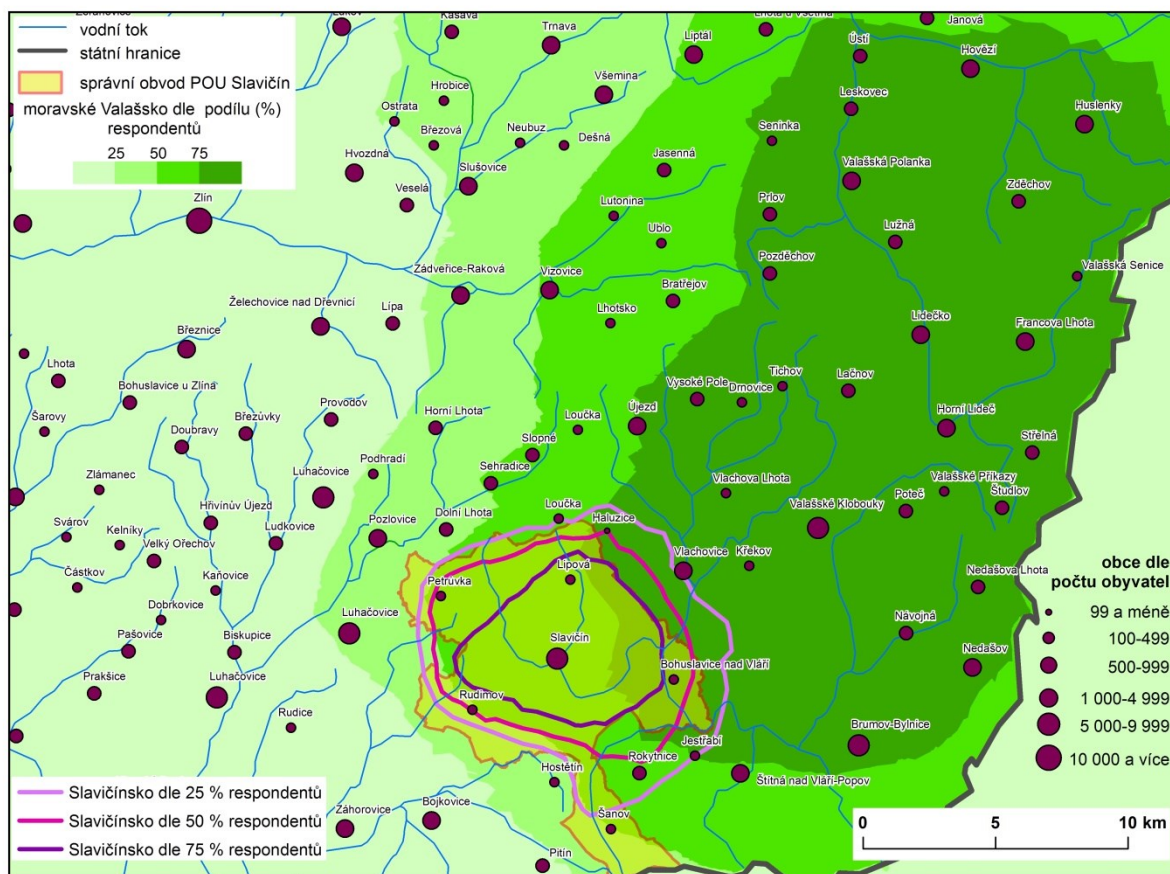 vodní tok
státní hranice
správní obvod POU Slavičín
moravské Valašsko dle podílu (%)
respondentů
25 50 75
Kašava
Trnava
Liptál
Lhota u Vsetína
Janová
Ústí
Hovězí
Hrobice
Všemina
Leskovec
Huslenky
Ostrata
Březová
Neubuz
Dešná
Seninka
Hvozdná
Slušovice
Jasenná
Valašská Polanka
Zděchov
Veselá
Zlín
Lutonina
Prlov
Ublo
Lužná
Zádveřice-Raková
Vizovice
Bratřejov
Pozděchov
Valašská Senice
Želechovice nad Dřevnicí
Lípa
Lhotsko
Lidečko
Francova Lhota
Březnice
Lhota
Bohuslavice u Zlína
Vysoké Pole
Drnovice
Tichov
Lačnov
Šarovy
Březůvky
Provodov
Horní Lhota
Loučka
Újezd
Horní Lideč
Doubravy
Slopné
Střelná
Zlámanec
Luhačovice
Podhradí
Sehradice
Vlachova Lhota
Valašské Příkazy
Hřivínův Újezd
Loučka
Valašské Klobouky
Poteč
Študlov
Svárov
Kelníky
Ludkovice
Pozlovice
Dolní Lhota
Haluzice
Velký Ořechov
Vlachovice
Křekov
Částkov
Kaňovice
Petrůvka
Lipová
Nedašova Lhota
Dobrkovice
Luhačovice
Návojná
Pašovice
Biskupice
Slavičín
Nedašov
Prakšice
Luhačovice
Bohuslavice nad Vláří
Rudimov
Rudice
Brumov-Bylnice
Jestřabí
Rokytnice
Hostětín
Štítná nad Vláří-Popov
Záhorovice
Bojkovice
Šanov
Pitín
obce dle
počtu obyvatel
99 a méně
100-499
500-999
1 000-4 999
5 000-9 999
10 000 a více
Slavičínsko dle 25 % respondentů
Slavičínsko dle 50 % respondentů
Slavičínsko dle 75 % respondentů
0 5 10 km